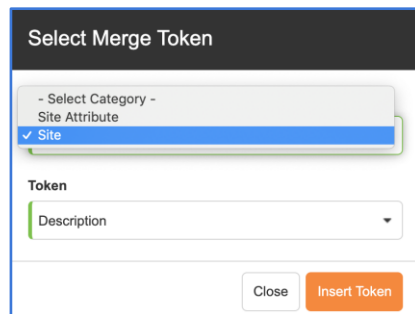 Select Merge Token
- Select Category -
Site Attribute
✓ Site
Token
Description
Close
Insert Token